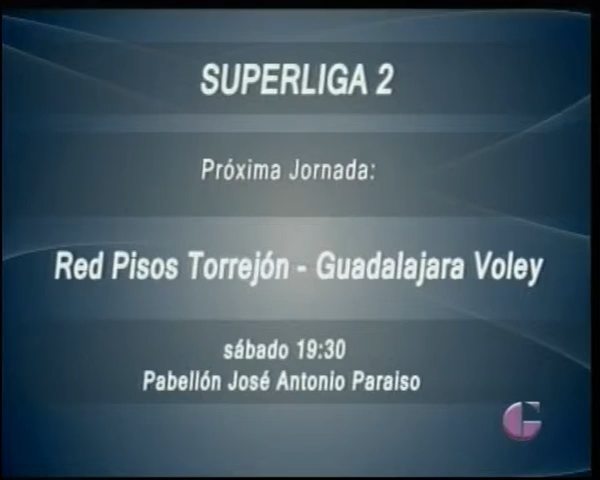 SUPERLIGA 2
Próxima Jornada:
Red Pisos Torrejón - Guadalajara Voley
sábado 19:30
Pabellón José Antonio Paraiso